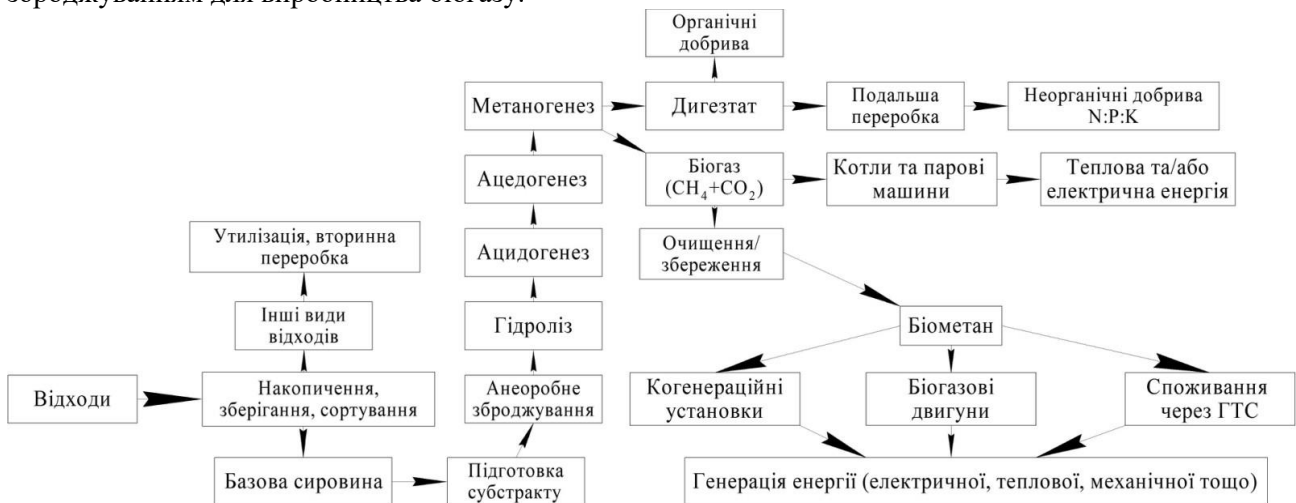 зброджуванням для виробництва біогазу.
Органічні
добрива
Метаногенез
Дигезтат
Подальша
переробка
Неорганічні добрива
N:P:K
Ацедогенез
Біогаз
(CH₄+CO₂)
Котли та парові
машини
Теплова та/або
електрична енергія
Утилізація, вторинна
переробка
Ацидогенез
Очищення/
збереження
Інші види
відходів
Гідроліз
Біометан
Відходи
Накопичення,
зберігання, сортування
Анеоробне
зброджування
Когенераційні
установки
Біогазові
двигуни
Споживання
через ГТС
Базова сировина
Підготовка
субстракту
Генерація енергії (електричної, теплової, механічної тощо)